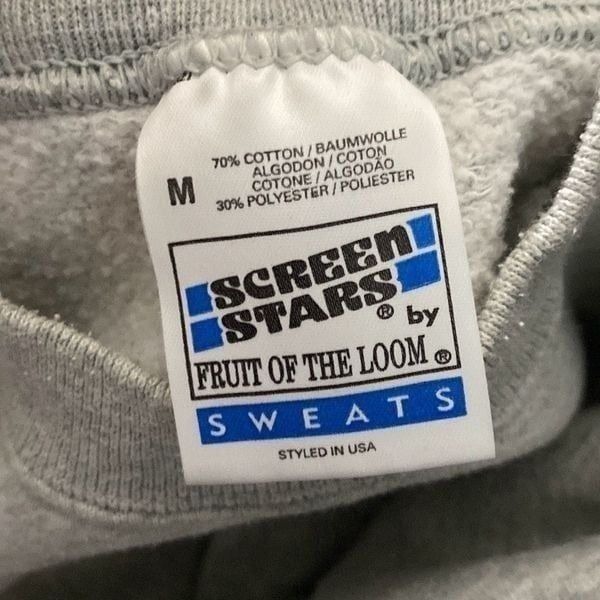 M
70% COTTON / BAUMWOLLE
ALGODON / COTON
COTONE / ALGODÃO
30% POLYESTER / POLIESTER
SCREEN
STARS® by
FRUIT OF THE LOOM®
SWEATS
STYLED IN USA